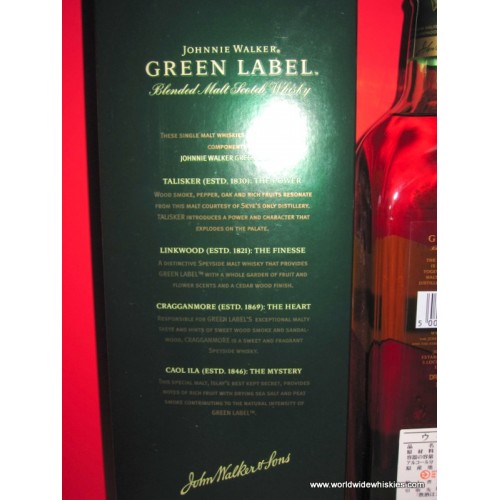 JOHNNIE WALKER®
GREEN LABEL®
Blended Malt Scotch Whisky
THESE SINGLE MALT WHISKIES
COMPONENTS
JOHNNIE WALKER
TALISKER (ESTD. 1830): THE POWER
WOOD SMOKE, PEPPER, OAK AND RICH FRUITS RESONATE
FROM THIS MALT COURTESY OF SKYE'S ONLY DISTILLERY.
TALISKER INTRODUCES A POWER AND CHARACTER THAT
EXPLODES ON THE PALATE.
LINKWOOD (ESTD. 1821): THE FINESSE
A DISTINCTIVE SPEYSIDE MALT WHISKY THAT PROVIDES
GREEN LABEL™ WITH A WHOLE GARDEN OF FRUIT AND
FLOWER SCENTS AND A CEDAR WOOD FINISH.
CRAGGANMORE (ESTD. 1869): THE HEART
RESPONSIBLE FOR GREEN LABEL'S EXCEPTIONAL MALTY
TASTE AND HINTS OF SWEET WOOD SMOKE AND SANDAL-
WOOD, CRAGGANMORE IS A SWEET AND FRAGRANT
SPEYSIDE WHISKY.
CAOL ILA (ESTD. 1846): THE MYSTERY
THIS SPECIAL MALT, ISLAY'S BEST KEPT SECRET, PROVIDES
NOTES OF RICH FRUIT WITH DRYING SEA SALT AND PEAT
SMOKE CONTRIBUTING TO THE NATURAL INTENSITY OF
GREEN LABEL™.
John Walker & Sons
5 00
www.worldwidewhiskies.com